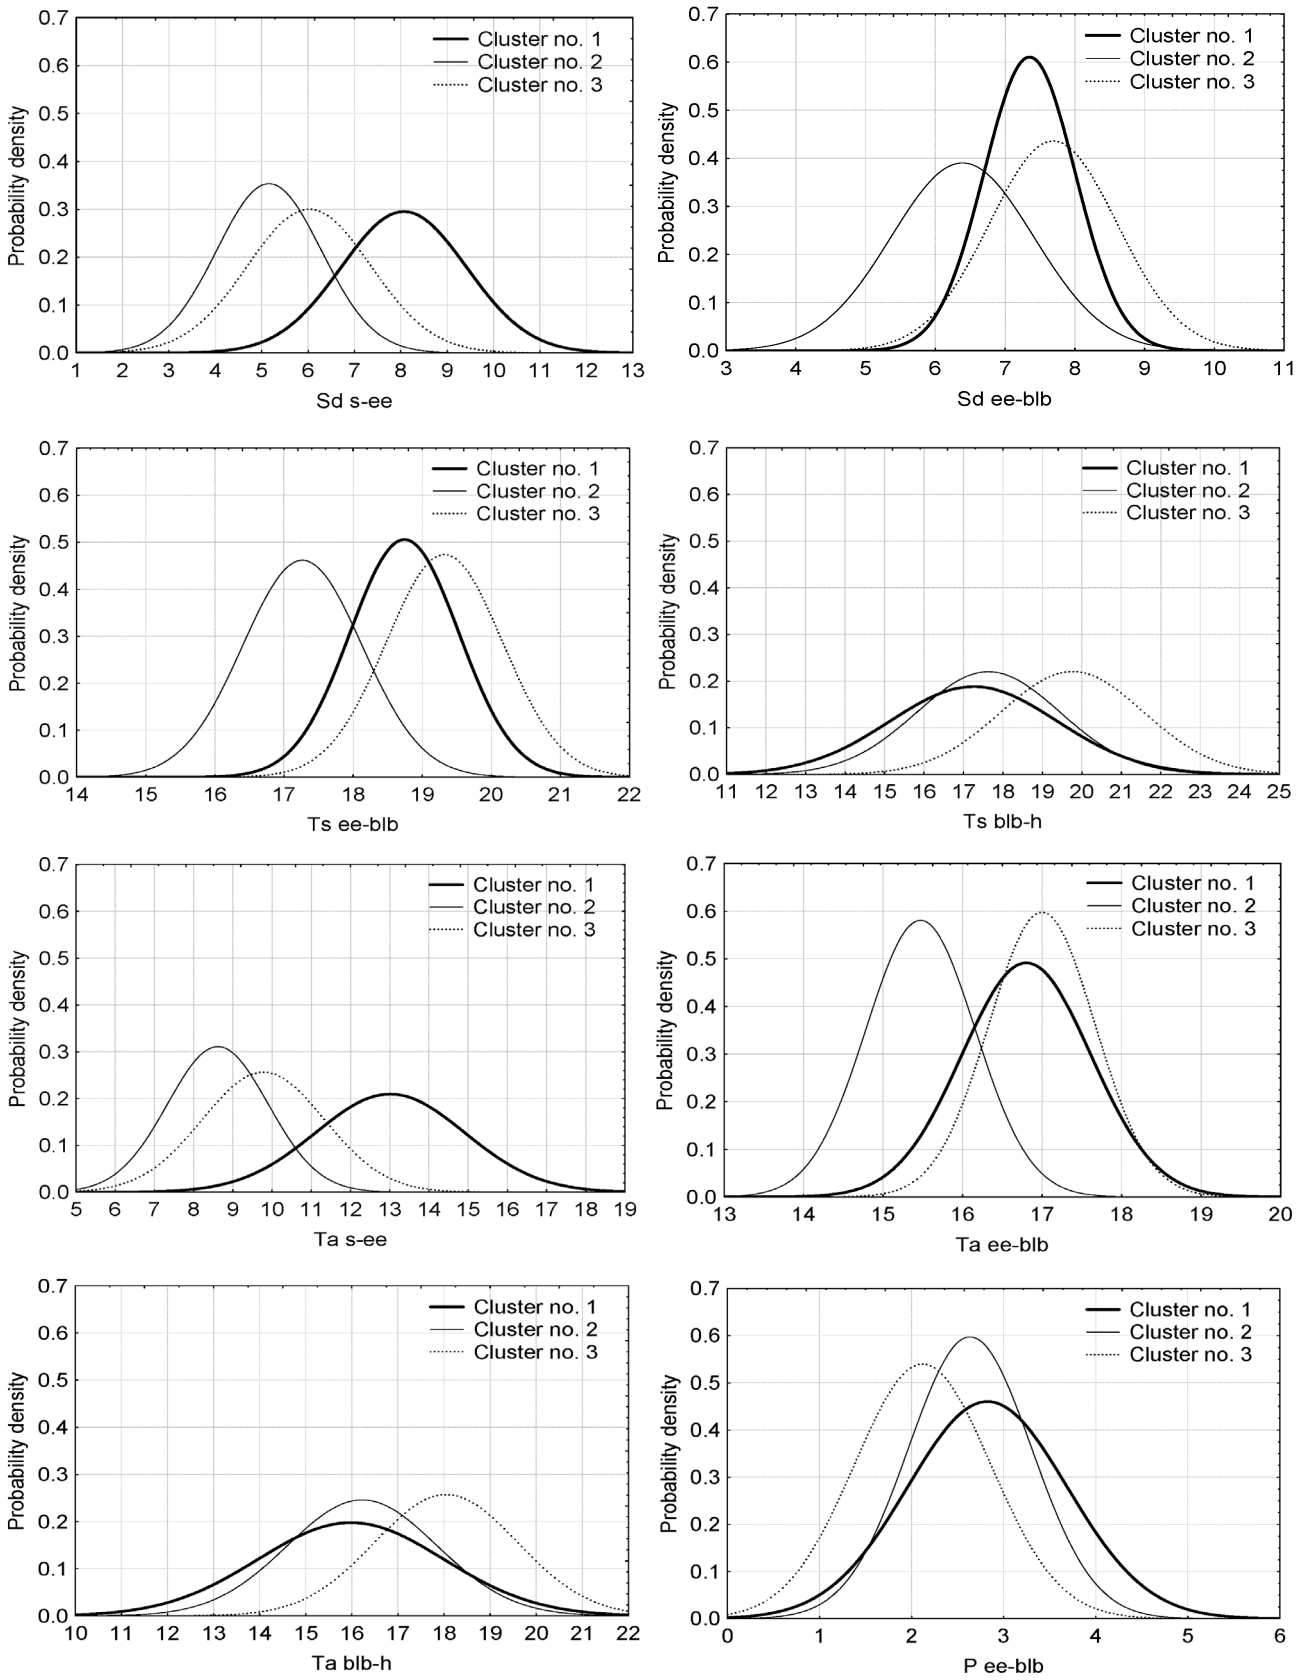 0.7
0.6
0.5
0.4
0.3
0.2
0.1
0.0
Probability density
Cluster no. 1
Cluster no. 2
Cluster no. 3
1 2 3 4 5 6 7 8 9 10 11 12 13
Sd s-ee
0.7
0.6
0.5
0.4
0.3
0.2
0.1
0.0
Probability density
Cluster no. 1
Cluster no. 2
Cluster no. 3
3 4 5 6 7 8 9 10 11
Sd ee-blb
0.7
0.6
0.5
0.4
0.3
0.2
0.1
0.0
Probability density
Cluster no. 1
Cluster no. 2
Cluster no. 3
14 15 16 17 18 19 20 21 22
Ts ee-blb
0.7
0.6
0.5
0.4
0.3
0.2
0.1
0.0
Probability density
Cluster no. 1
Cluster no. 2
Cluster no. 3
11 12 13 14 15 16 17 18 19 20 21 22 23 24 25
Ts blb-h
0.7
0.6
0.5
0.4
0.3
0.2
0.1
0.0
Probability density
Cluster no. 1
Cluster no. 2
Cluster no. 3
5 6 7 8 9 10 11 12 13 14 15 16 17 18 19
Ta s-ee
0.7
0.6
0.5
0.4
0.3
0.2
0.1
0.0
Probability density
Cluster no. 1
Cluster no. 2
Cluster no. 3
13 14 15 16 17 18 19 20
Ta ee-blb
0.7
0.6
0.5
0.4
0.3
0.2
0.1
0.0
Probability density
Cluster no. 1
Cluster no. 2
Cluster no. 3
10 11 12 13 14 15 16 17 18 19 20 21 22
Ta blb-h
0.7
0.6
0.5
0.4
0.3
0.2
0.1
0.0
Probability density
Cluster no. 1
Cluster no. 2
Cluster no. 3
0 1 2 3 4 5 6
P ee-blb